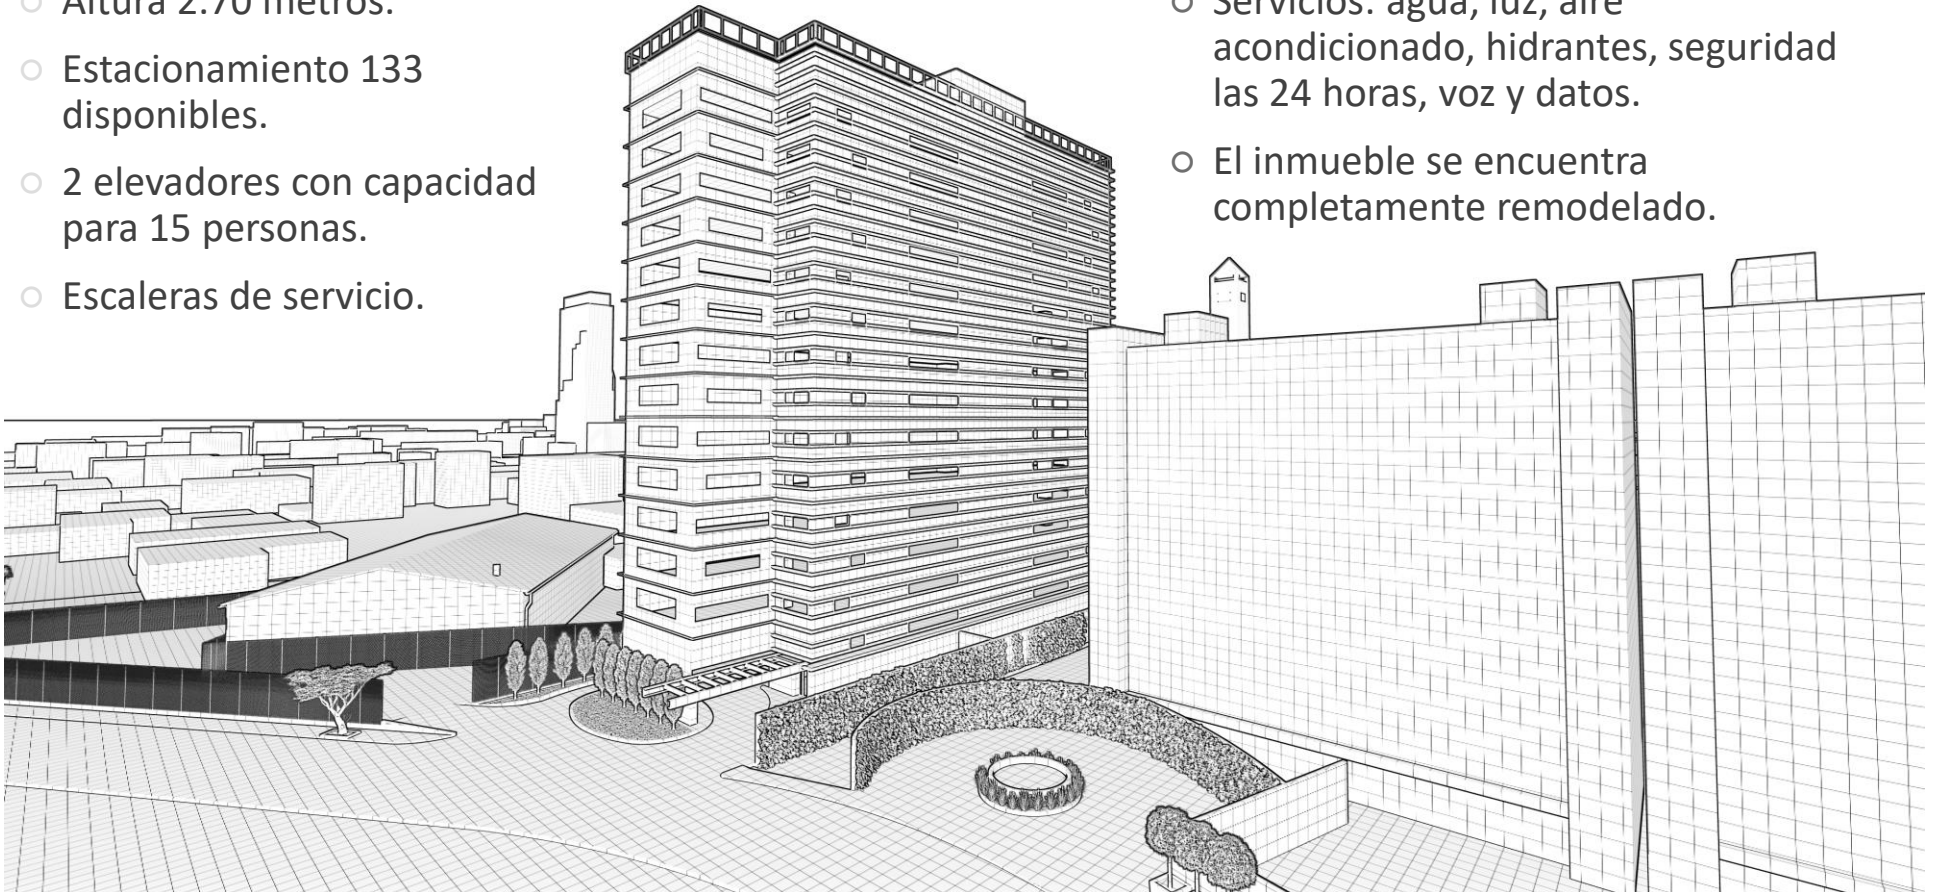 Altura 2.70 metros.
Estacionamiento 133
disponibles.
2 elevadores con capacidad
para 15 personas.
Escaleras de servicio.
Servicios: agua, luz, aire
acondicionado, hidrantes, seguridad
las 24 horas, voz y datos.
El inmueble se encuentra
completamente remodelado.